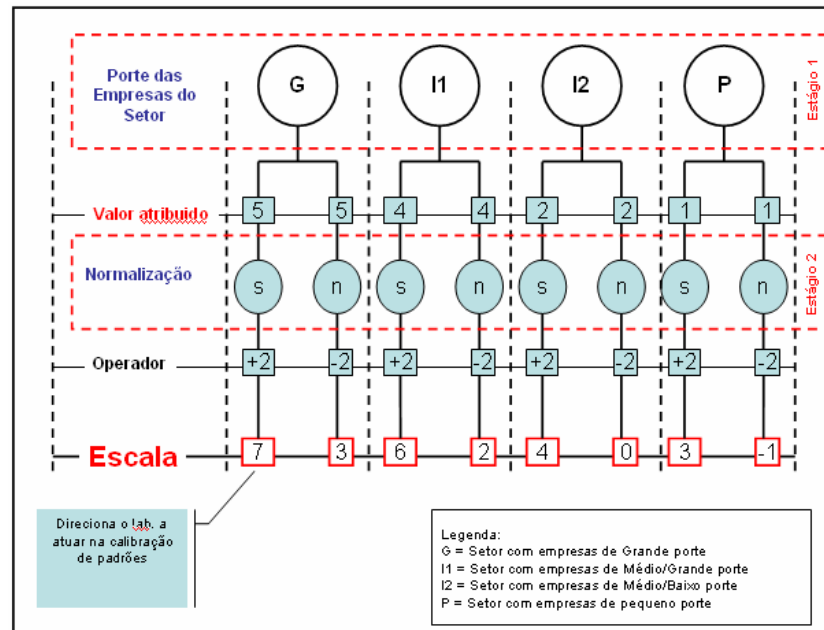 Porte das
Empresas do
Setor
G
I1
I2
P
Estágio 1
Valor atribuido
5
5
4
4
2
2
1
1
Normalização
s
n
s
n
s
n
s
n
Estágio 2
Operador
+2
-2
+2
-2
+2
-2
+2
-2
Escala
7
3
6
2
4
0
3
-1
Direciona o lab. a
atuar na calibração
de padrões
Legenda:
G = Setor com empresas de Grande porte
I1 = Setor com empresas de Médio/Grande porte
I2 = Setor com empresas de Médio/Baixo porte
P = Setor com empresas de pequeno porte